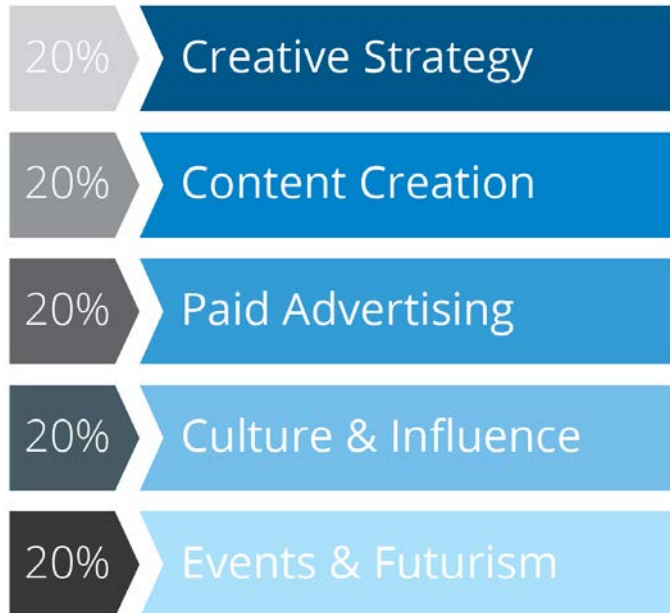 20% Creative Strategy
20% Content Creation
20% Paid Advertising
20% Culture & Influence
20% Events & Futurism